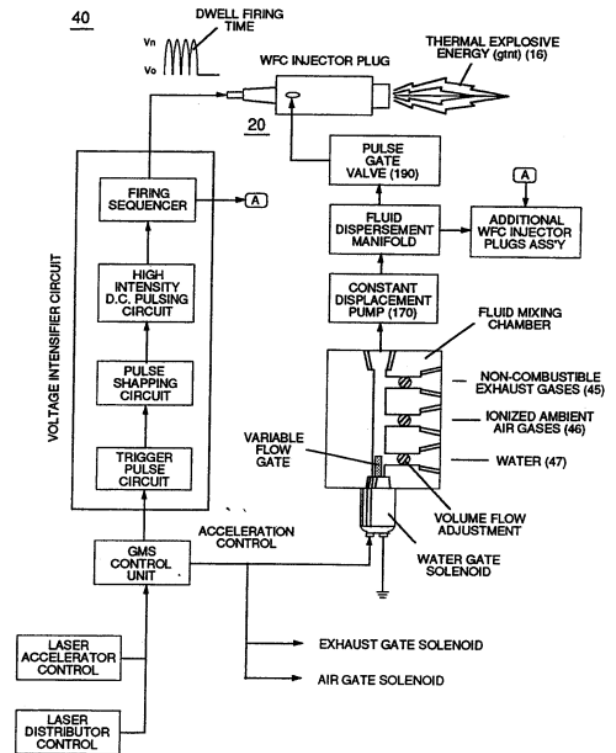 40
Vn
Vo
DWELL FIRING
TIME
WFC INJECTOR PLUG
THERMAL EXPLOSIVE
ENERGY (gtnt) (16)
20
PULSE
GATE
VALVE (190)
FIRING
SEQUENCER
A
FLUID
DISPERSEMENT
MANIFOLD
A
ADDITIONAL
WFC INJECTOR
PLUGS ASS'Y
VOLTAGE INTENSIFIER CIRCUIT
HIGH
INTENSITY
D.C. PULSING
CIRCUIT
CONSTANT
DISPLACEMENT
PUMP (170)
FLUID MIXING
CHAMBER
PULSE
SHAPPING
CIRCUIT
NON-COMBUSTIBLE
EXHAUST GASES (45)
IONIZED AMBIENT
AIR GASES (46)
VARIABLE
FLOW
GATE
WATER (47)
TRIGGER
PULSE
CIRCUIT
VOLUME FLOW
ADJUSTMENT
ACCELERATION
CONTROL
WATER GATE
SOLENOID
GMS
CONTROL
UNIT
EXHAUST GATE SOLENOID
LASER
ACCELERATOR
CONTROL
AIR GATE SOLENOID
LASER
DISTRIBUTOR
CONTROL